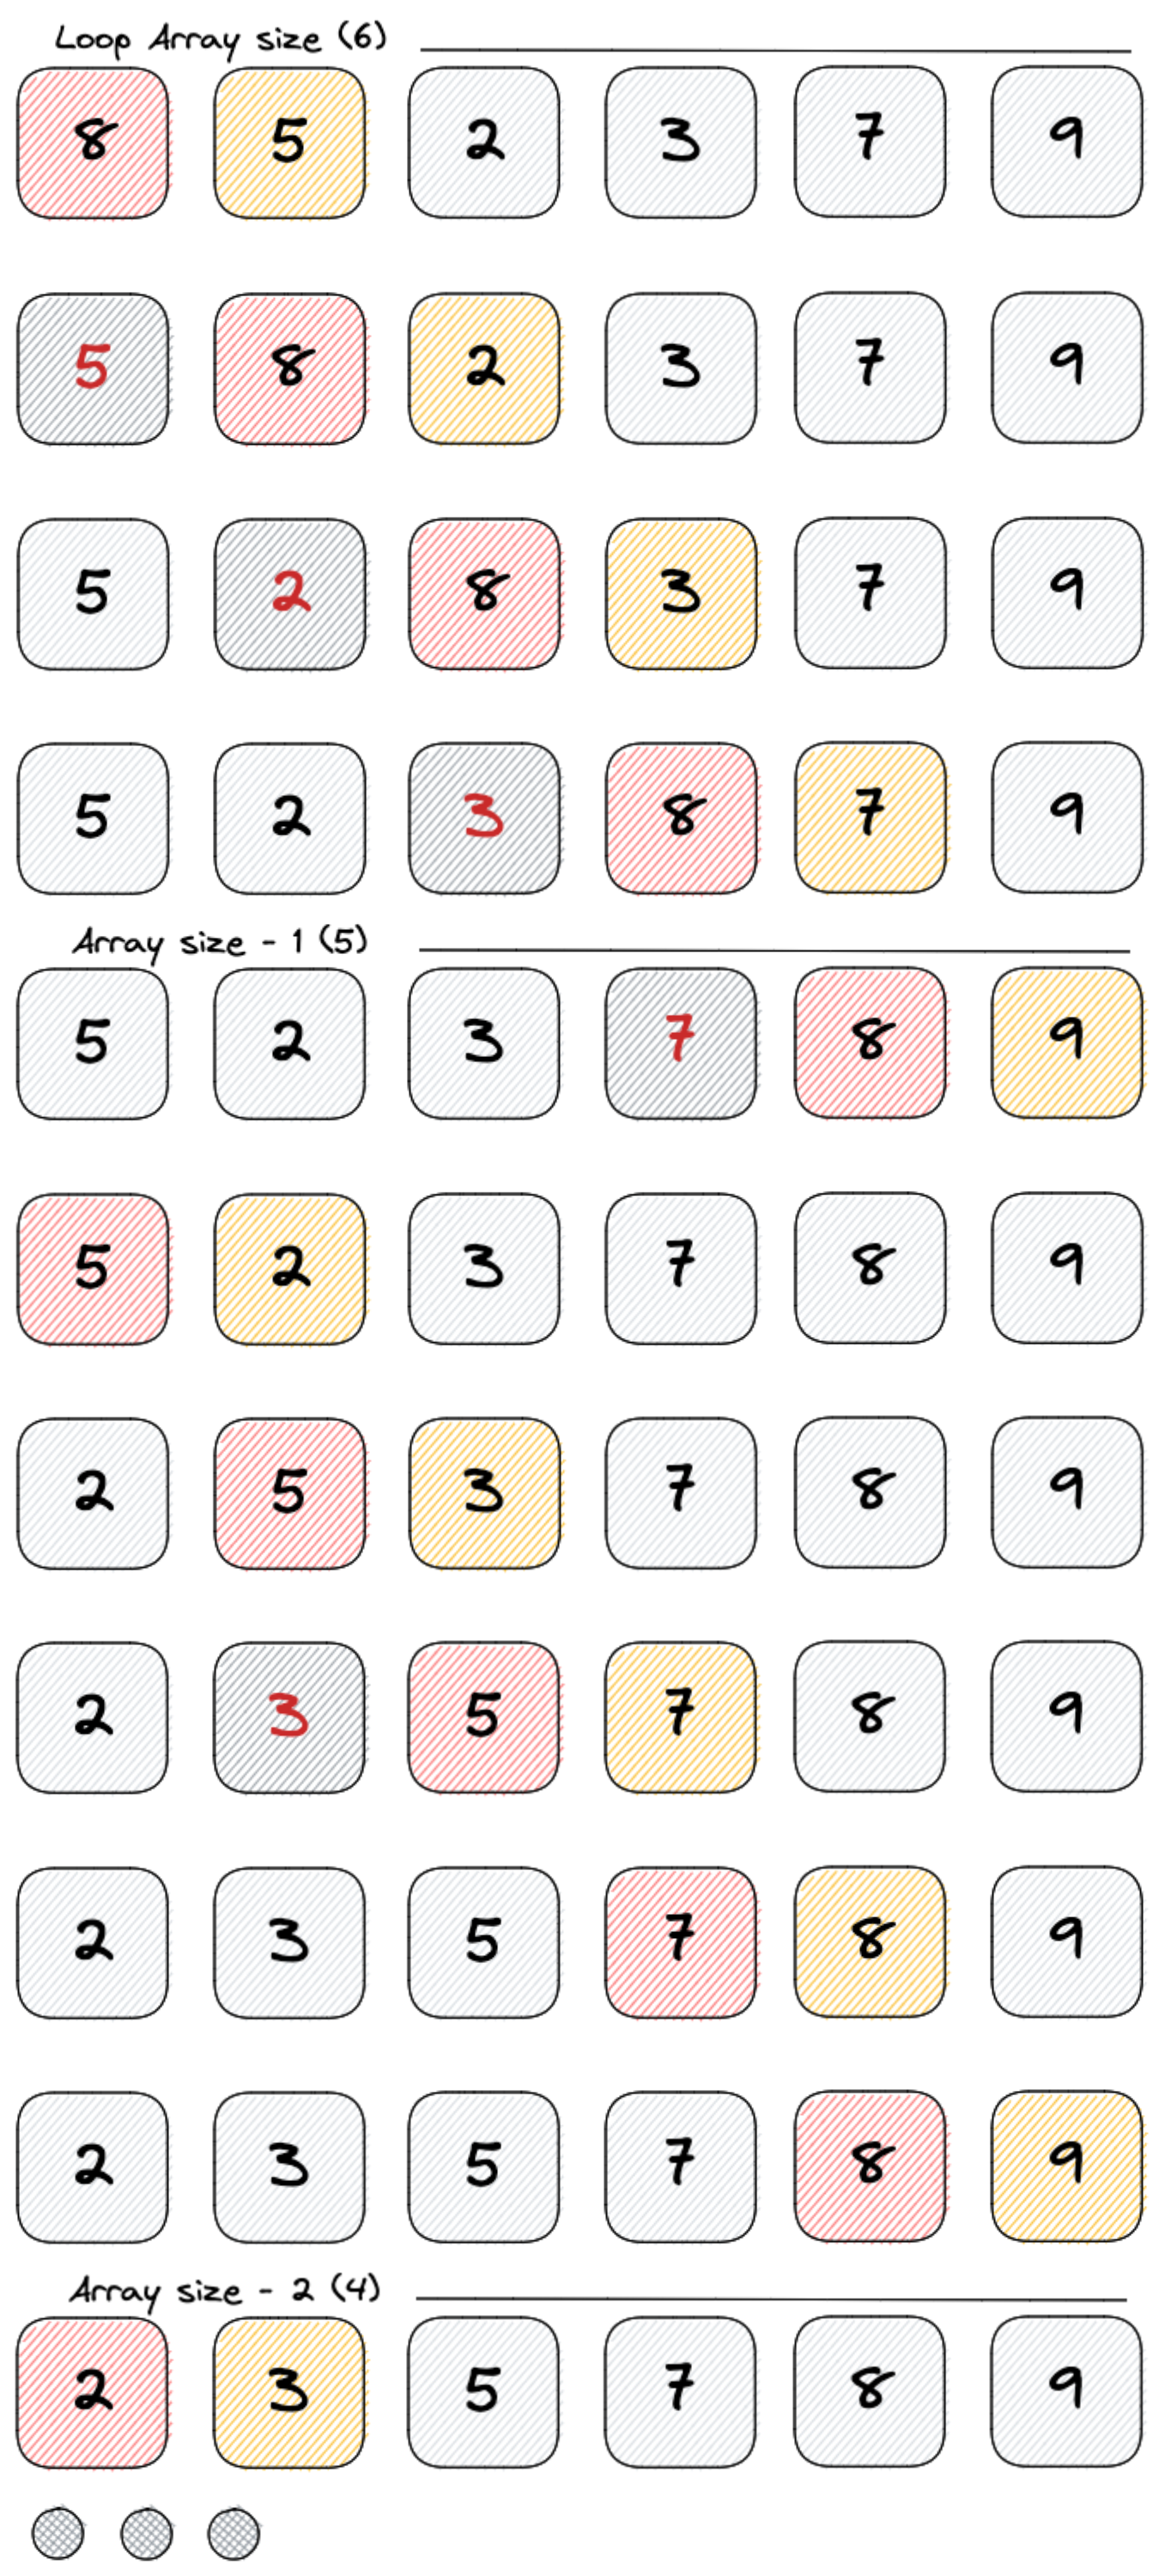 Loop Array size (6)
8 5 2 3 7 9
5 8 2 3 7 9
5 2 8 3 7 9
5 2 3 8 7 9
Array size - 1 (5)
5 2 3 7 8 9
5 2 3 7 8 9
2 5 3 7 8 9
2 3 5 7 8 9
2 3 5 7 8 9
2 3 5 7 8 9
Array size - 2 (4)
2 3 5 7 8 9